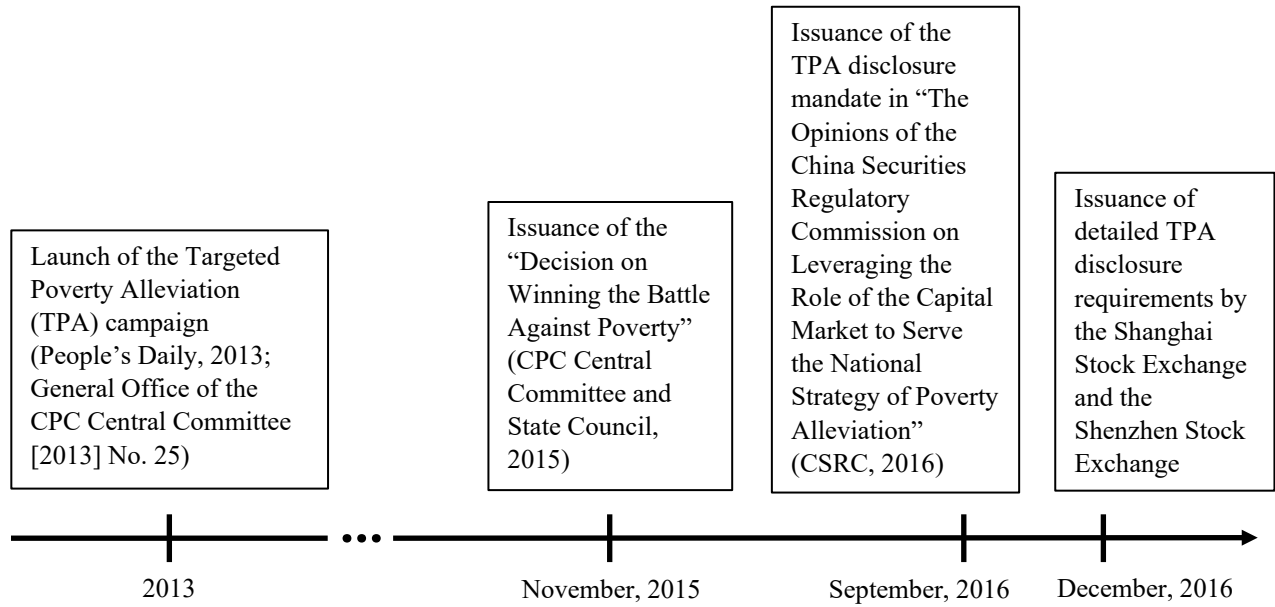 Launch of the Targeted
Poverty Alleviation
(TPA) campaign
(People’s Daily, 2013;
General Office of the
CPC Central Committee
[2013] No. 25)
Issuance of the
“Decision on
Winning the Battle
Against Poverty”
(CPC Central
Committee and
State Council,
2015)
Issuance of the
TPA disclosure
mandate in “The
Opinions of the
China Securities
Regulatory
Commission on
Leveraging the
Role of the Capital
Market to Serve
the National
Strategy of Poverty
Alleviation”
(CSRC, 2016)
Issuance of
detailed TPA
disclosure
requirements by
the Shanghai
Stock Exchange
and the
Shenzhen Stock
Exchange
2013
November, 2015
September, 2016
December, 2016